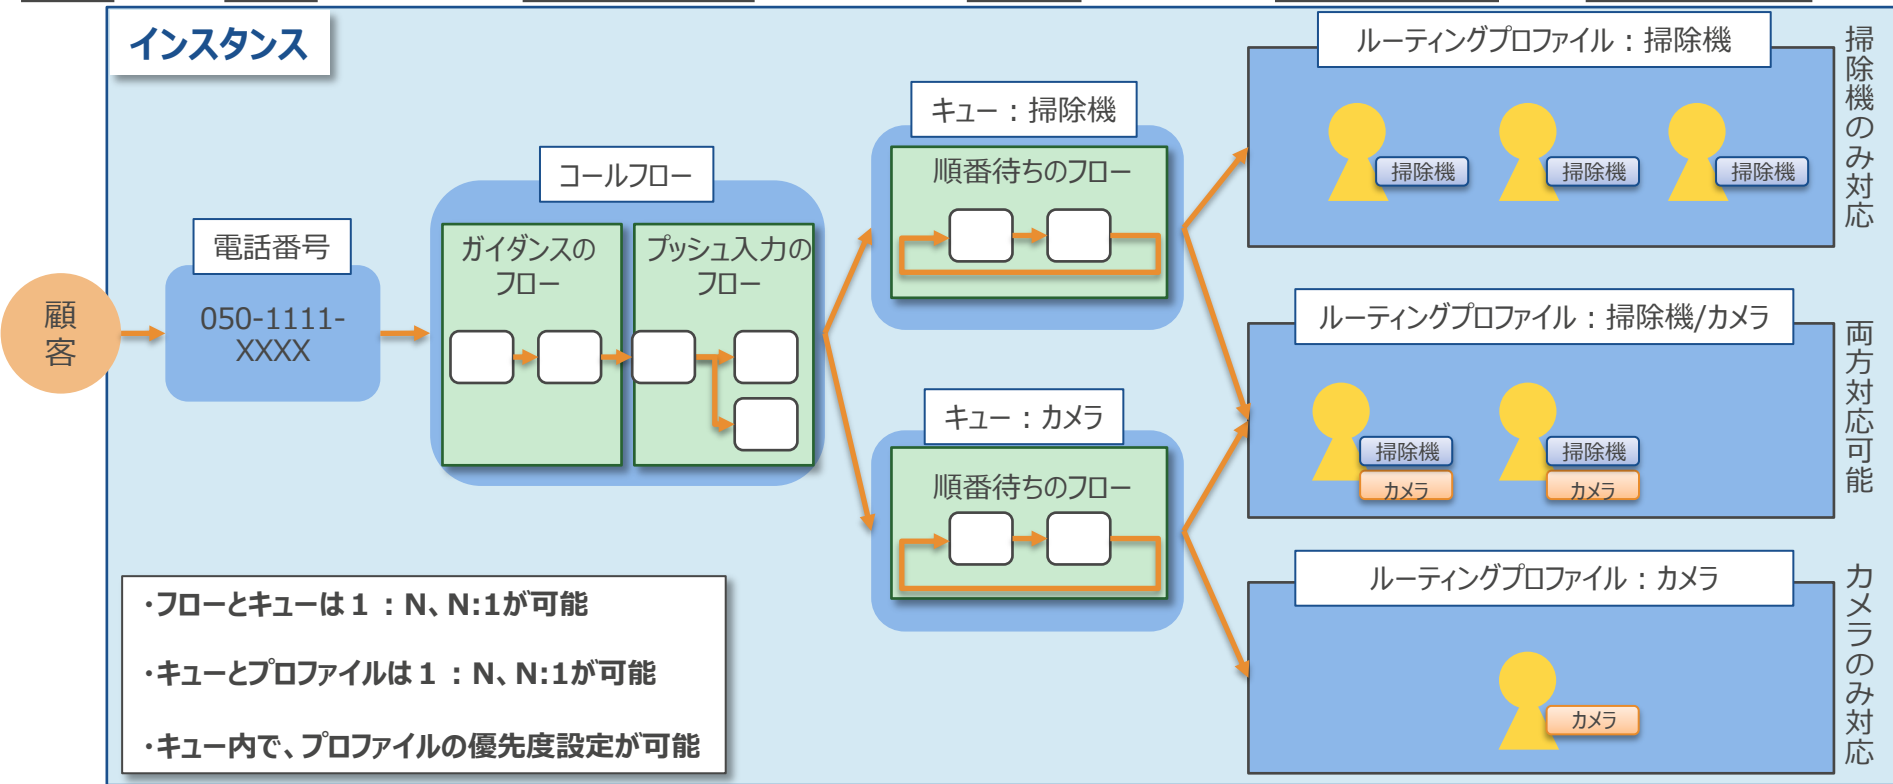 インスタンス
顧
客
電話番号
050-1111-
XXXX
コールフロー
ガイダンスの
フロー
プッシュ入力の
フロー
キュー：掃除機
順番待ちのフロー
キュー：カメラ
順番待ちのフロー
ルーティングプロファイル：掃除機
掃除機
掃除機
掃除機
掃除機のみ対応
ルーティングプロファイル：掃除機/カメラ
掃除機
カメラ
掃除機
カメラ
両方対応可能
ルーティングプロファイル：カメラ
カメラ
カメラのみ対応
・フローとキューは１：N、N:1が可能
・キューとプロファイルは１：N、N:1が可能
・キュー内で、プロファイルの優先度設定が可能